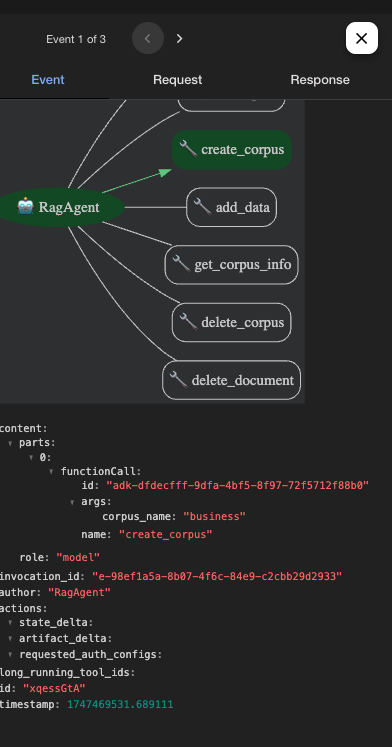 Event 1 of 3
Event
Request
Response
create_corpus
RagAgent
add_data
get_corpus_info
delete_corpus
delete_document
content:
parts:
0:
functionCall:
id: "adk-dfdecfff-9dfa-4bf5-8f97-72f5712f88b0"
args:
corpus_name: "business"
name: "create_corpus"
role: "model"
invocation_id: "e-98ef1a5a-8b07-4f6c-84e9-c2cbb29d2933"
author: "RagAgent"
actions:
state_delta:
artifact_delta:
requested_auth_configs:
long_running_tool_ids:
id: "xqessGtA"
timestamp: 1747469531.689111